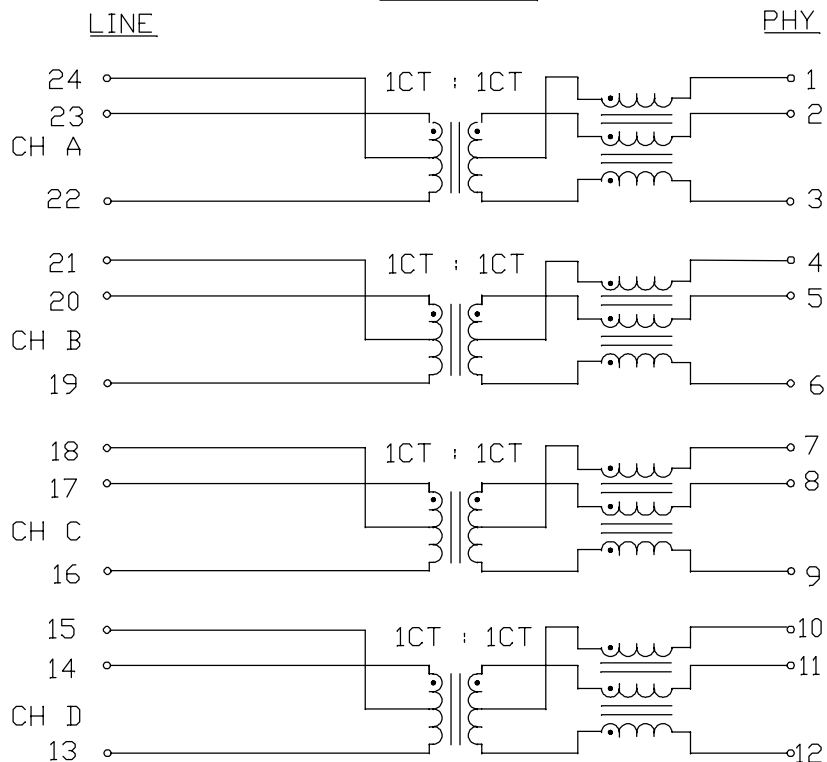 LINE PHY
24 1CT : 1CT 1
23 2
CH A
22 3
21 1CT : 1CT 4
20 5
CH B
19 6
18 1CT : 1CT 7
17 8
CH C
16 9
15 1CT : 1CT 10
14 11
CH D
13 12